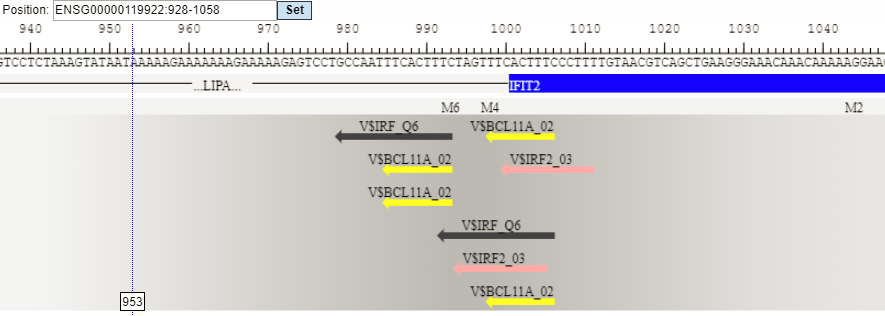 Position: ENSG00000119922:928-1058 Set
940 950 960 970 980 990 1000 1010 1020 1030 1040
GTCCTCTAAAGTATAATAAAAAGAAAAAAAGAAAAAGAGTCCTGCCAATTTCACTTTCTAGTTTCACTTTCCCTTTTGTAACGTCAGCTGAAGGGAAACAAACAAAAAGGAA
...LIPA... IFIT2
M6 M4 M2
V$IRF_Q6 V$BCL11A_02
V$BCL11A_02 V$IRF2_03
V$BCL11A_02
V$IRF_Q6
V$IRF2_03
V$BCL11A_02
953